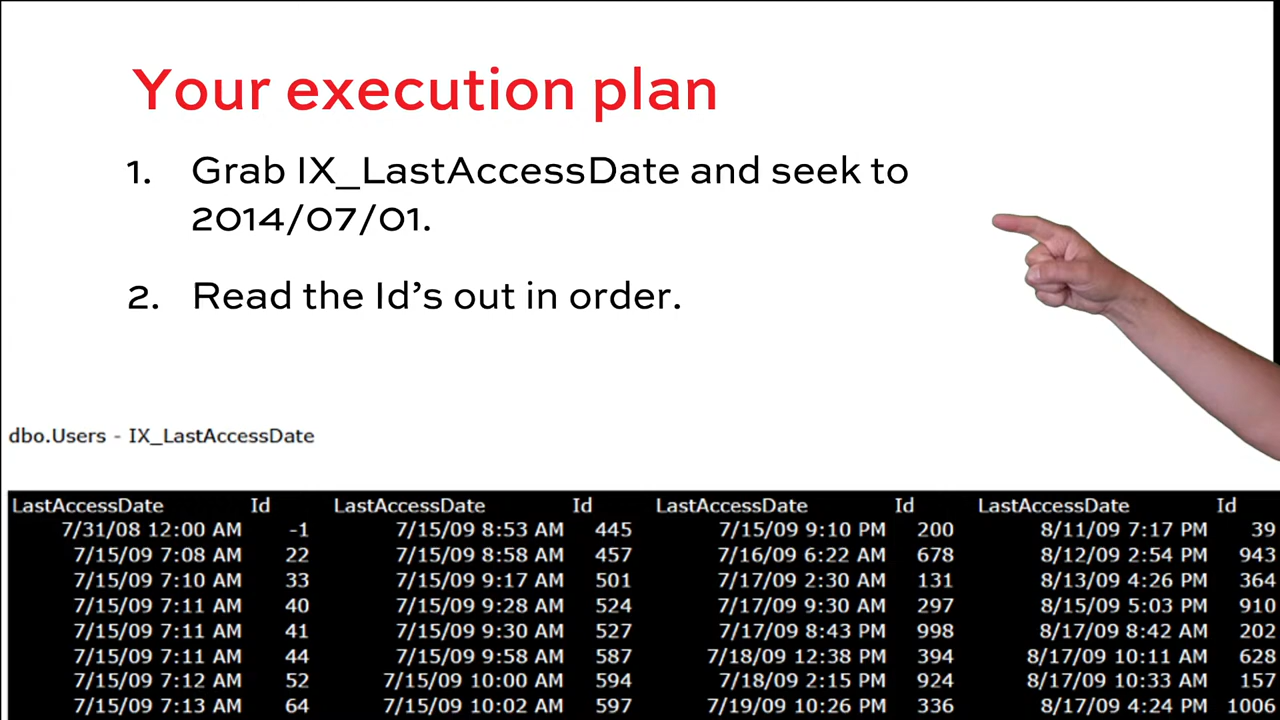 Your execution plan
1. Grab IX_LastAccessDate and seek to
2014/07/01.
2. Read the Id’s out in order.
dbo.Users - IX_LastAccessDate
LastAccessDate Id LastAccessDate Id LastAccessDate Id LastAccessDate Id
7/31/08 12:00 AM -1 7/15/09 8:53 AM 445 7/15/09 9:10 PM 200 8/11/09 7:17 PM 39
7/15/09 7:08 AM 22 7/15/09 8:58 AM 457 7/16/09 6:22 AM 678 8/12/09 2:54 PM 943
7/15/09 7:10 AM 33 7/15/09 9:17 AM 501 7/17/09 2:30 AM 131 8/13/09 4:26 PM 364
7/15/09 7:11 AM 40 7/15/09 9:28 AM 524 7/17/09 9:30 AM 297 8/15/09 5:03 PM 910
7/15/09 7:11 AM 41 7/15/09 9:30 AM 527 7/17/09 8:43 PM 998 8/17/09 8:42 AM 202
7/15/09 7:11 AM 44 7/15/09 9:58 AM 587 7/18/09 12:38 PM 394 8/17/09 10:11 AM 628
7/15/09 7:12 AM 52 7/15/09 10:00 AM 594 7/18/09 2:15 PM 924 8/17/09 10:33 AM 157
7/15/09 7:13 AM 64 7/15/09 10:02 AM 597 7/19/09 10:26 PM 336 8/17/09 4:24 PM 1006